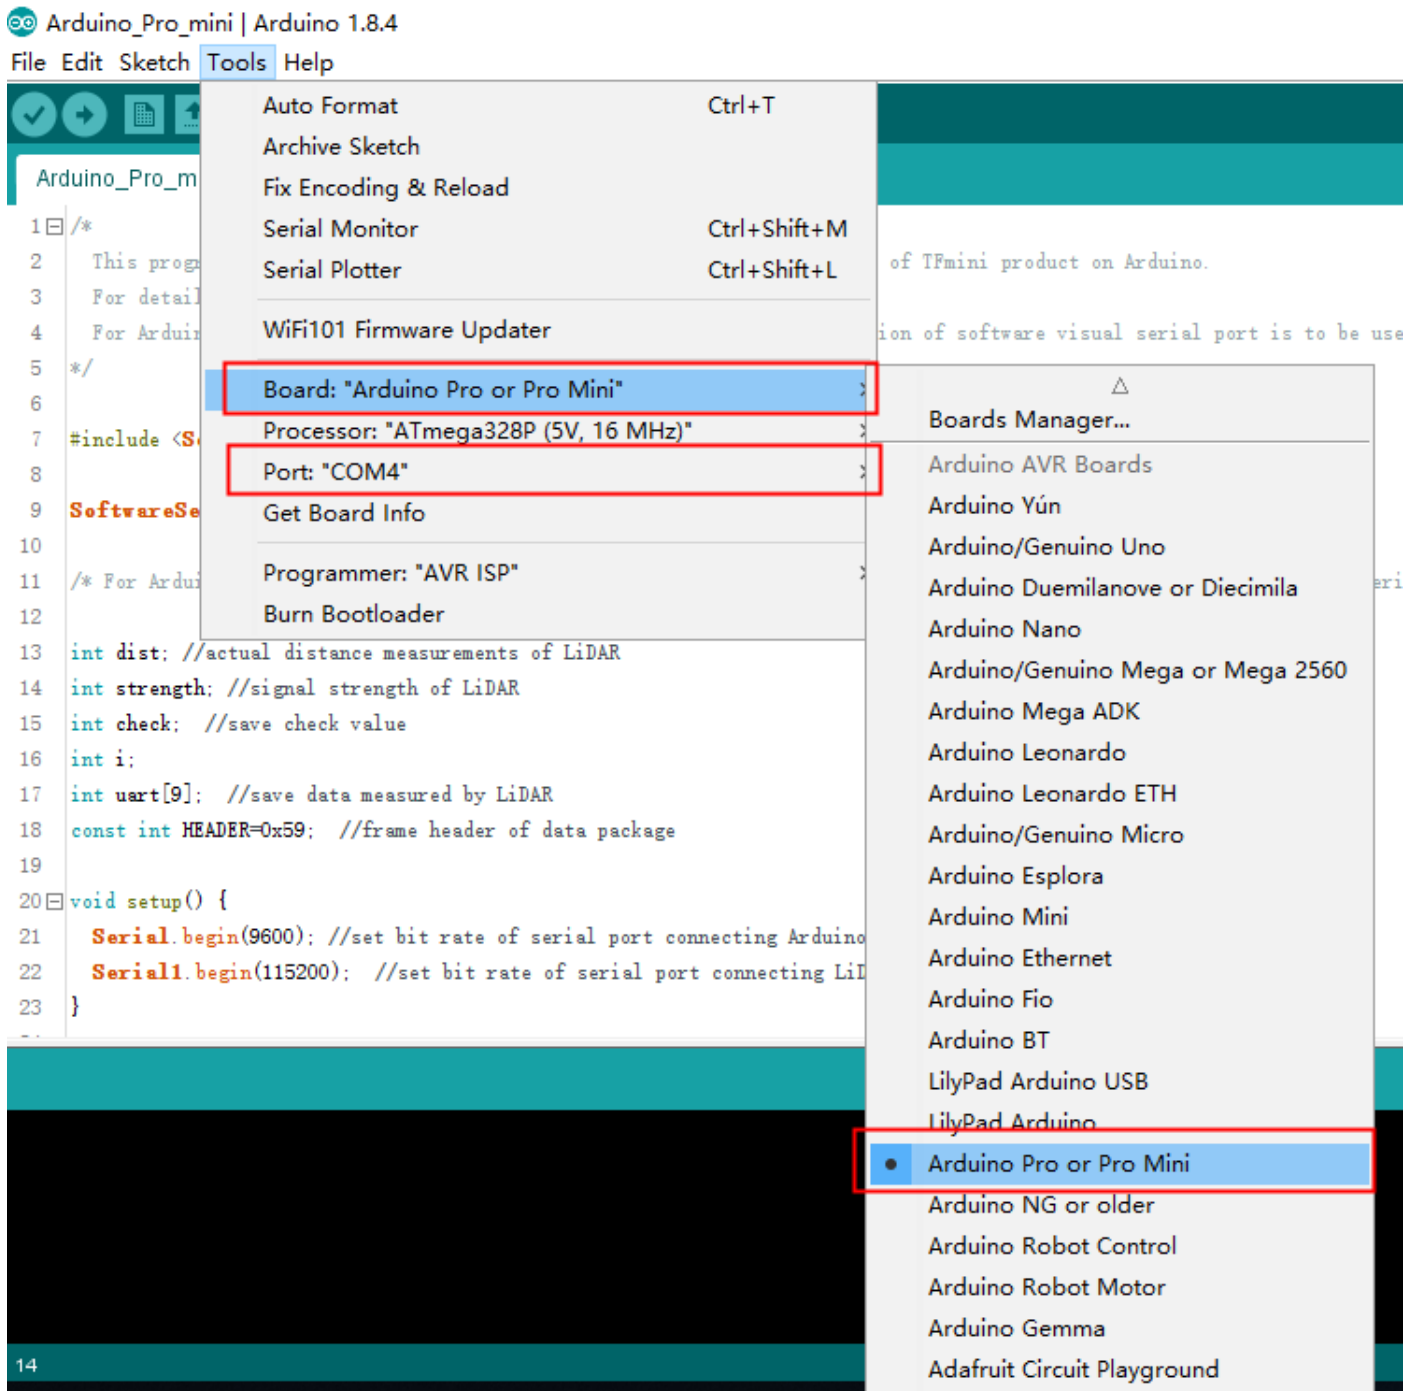 Arduino_Pro_mini | Arduino 1.8.4
File Edit Sketch Tools Help
Auto Format Ctrl+T
Archive Sketch
Fix Encoding & Reload
Serial Monitor Ctrl+Shift+M
Serial Plotter Ctrl+Shift+L
WiFi101 Firmware Updater
Board: "Arduino Pro or Pro Mini"
Processor: "ATmega328P (5V, 16 MHz)"
Port: "COM4"
Get Board Info
Programmer: "AVR ISP"
Burn Bootloader
Boards Manager...
Arduino AVR Boards
Arduino Yún
Arduino/Genuino Uno
Arduino Duemilanove or Diecimila
Arduino Nano
Arduino/Genuino Mega or Mega 2560
Arduino Mega ADK
Arduino Leonardo
Arduino Leonardo ETH
Arduino/Genuino Micro
Arduino Esplora
Arduino Mini
Arduino Ethernet
Arduino Fio
Arduino BT
LilyPad Arduino USB
LilyPad Arduino
Arduino Pro or Pro Mini
Arduino NG or older
Arduino Robot Control
Arduino Robot Motor
Arduino Gemma
Adafruit Circuit Playground
Arduino_Pro_m
1 /*
2 This of TFmini product on Arduino.
3 For
4 For of software visual serial port is to be
5 */
6
7 #include
8
9
10
11 /* For
12
13 int dist; //actual distance measurements of LiDAR
14 int strength; //signal strength of LiDAR
15 int check; //save check value
16 int i;
17 int uart[9]; //save data measured by LiDAR
18 const int HEADER=0x59; //frame header of data package
19
20 void setup() {
21 Serial.begin(9600); //set bit rate of serial port connecting Arduino
22 Serial1.begin(115200); //set bit rate of serial port connecting
23 }
14